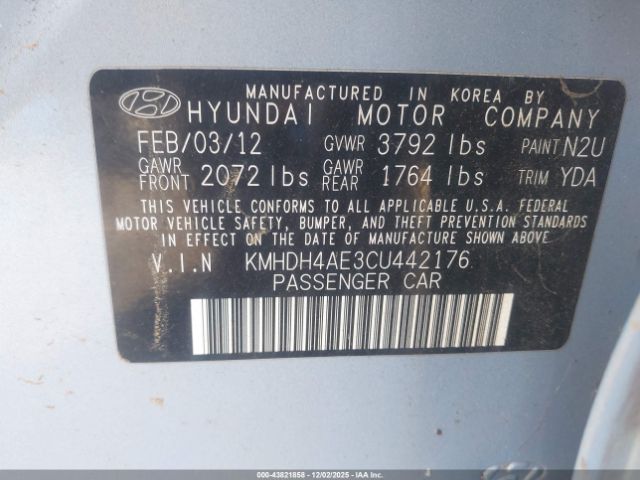 MANUFACTURED IN KOREA BY
HYUNDAI MOTOR COMPANY
FEB/03/12 GVWR 3792 lbs PAINT N2U
GAWR FRONT 2072 lbs GAWR REAR 1764 lbs TRIM YDA
THIS VEHICLE CONFORMS TO ALL APPLICABLE U.S.A. FEDERAL
MOTOR VEHICLE SAFETY, BUMPER, AND THEFT PREVENTION STANDARDS
IN EFFECT ON THE DATE OF MANUFACTURE SHOWN ABOVE
V.I.N KMHDH4AE3CU442176
PASSENGER CAR
000-43821858 | 12/02/2025 - IAAI.COM